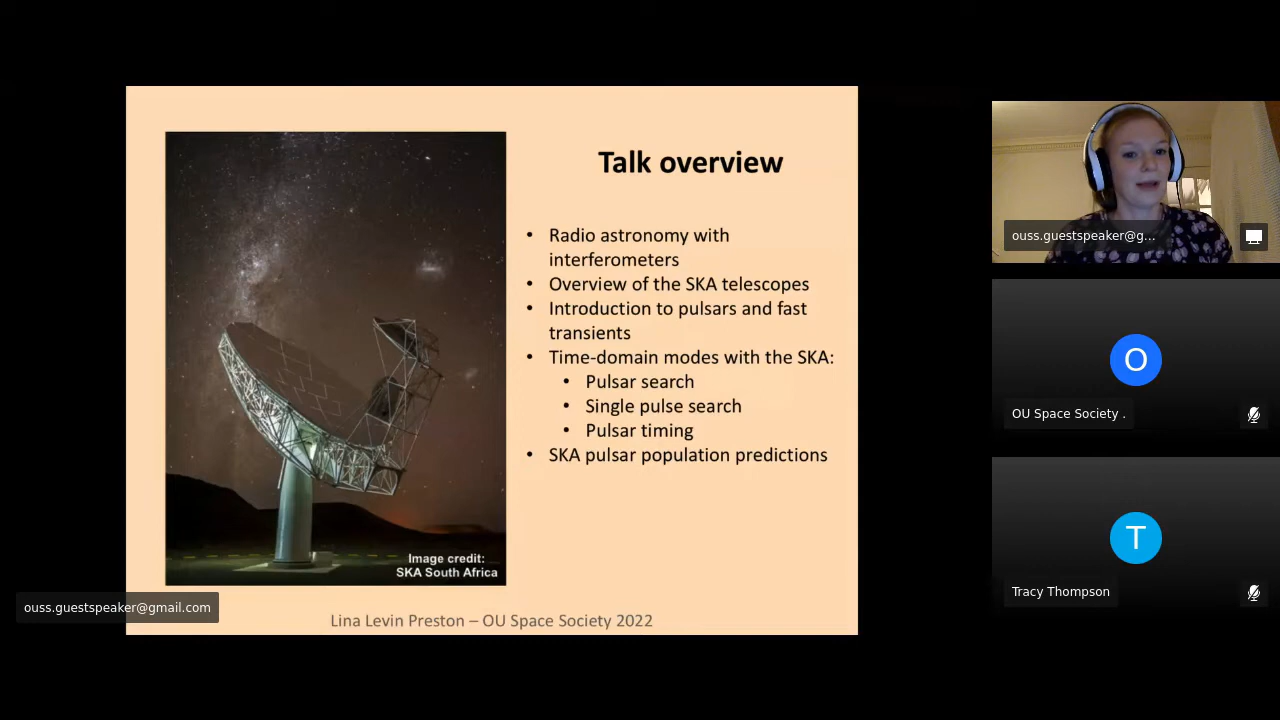 Talk overview
• Radio astronomy with
interferometers
• Overview of the SKA telescopes
• Introduction to pulsars and fast
transients
• Time-domain modes with the SKA:
• Pulsar search
• Single pulse search
• Pulsar timing
• SKA pulsar population predictions
Image credit:
SKA South Africa
Lina Levin Preston – OU Space Society 2022
ouss.guestspeaker@gmail.com
ouss.guestspeaker@g...
O
OU Space Society .
T
Tracy Thompson